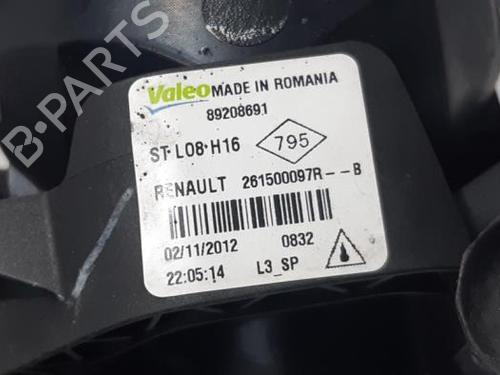 Valeo MADE IN ROMANIA
89208691
ST·L08·H16 795
RENAULT 261500097R--B
02/11/2012 0832
22:05:14 L3_SP
B-PARTS